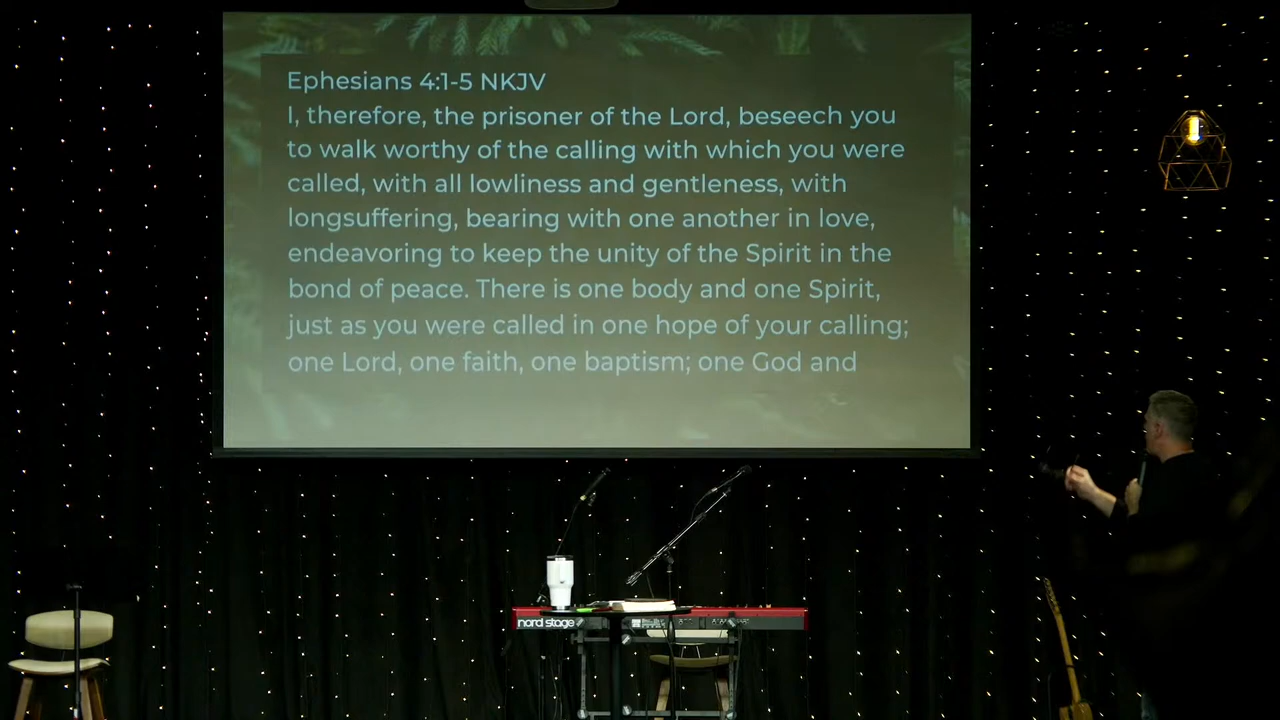 Ephesians 4:1-5 NKJV
I, therefore, the prisoner of the Lord, beseech you
to walk worthy of the calling with which you were
called, with all lowliness and gentleness, with
longsuffering, bearing with one another in love,
endeavoring to keep the unity of the Spirit in the
bond of peace. There is one body and one Spirit,
just as you were called in one hope of your calling;
one Lord, one faith, one baptism; one God and
nord stage